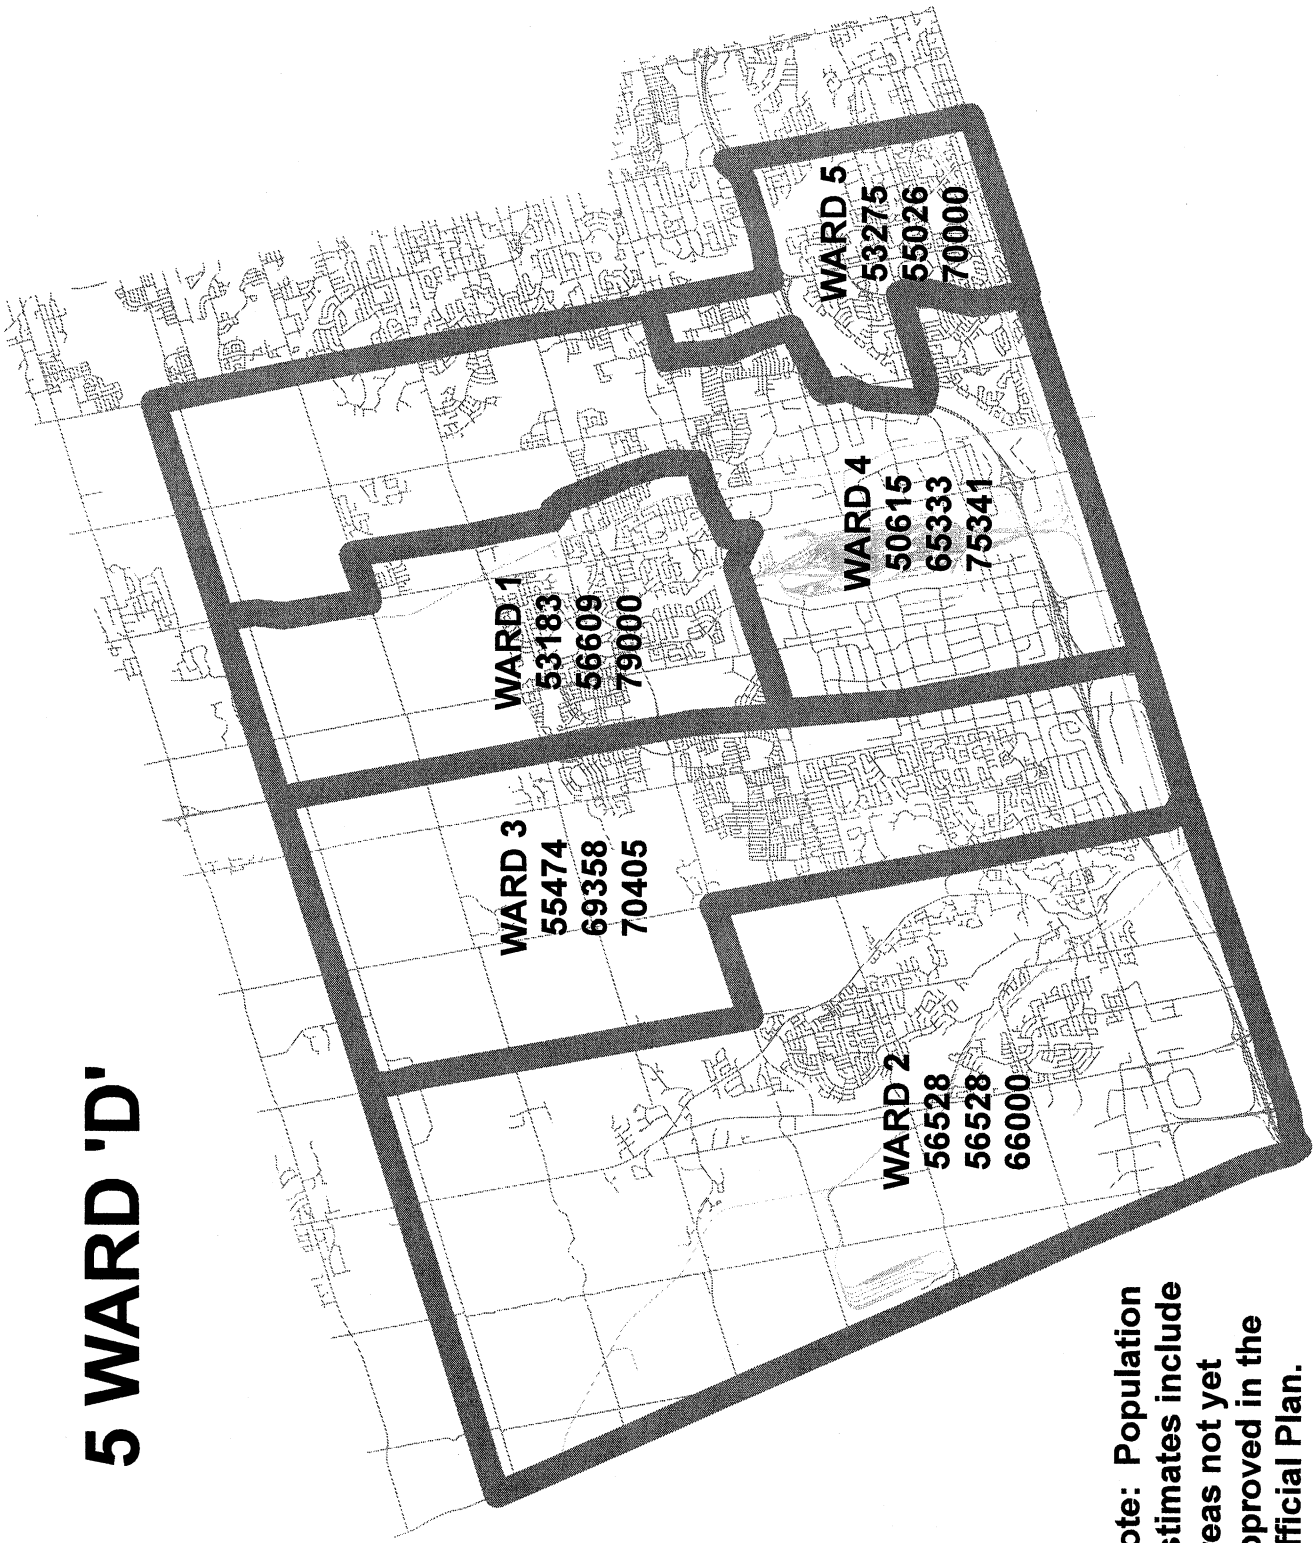 5 WARD 'D'
WARD 1
53183
56609
79000
WARD 3
55474
69358
70405
WARD 5
53275
55026
70000
WARD 4
50615
65333
75341
WARD 2
56528
56528
66000
ote: Population
stimates include
reas not yet
pproved in the
fficial Plan.